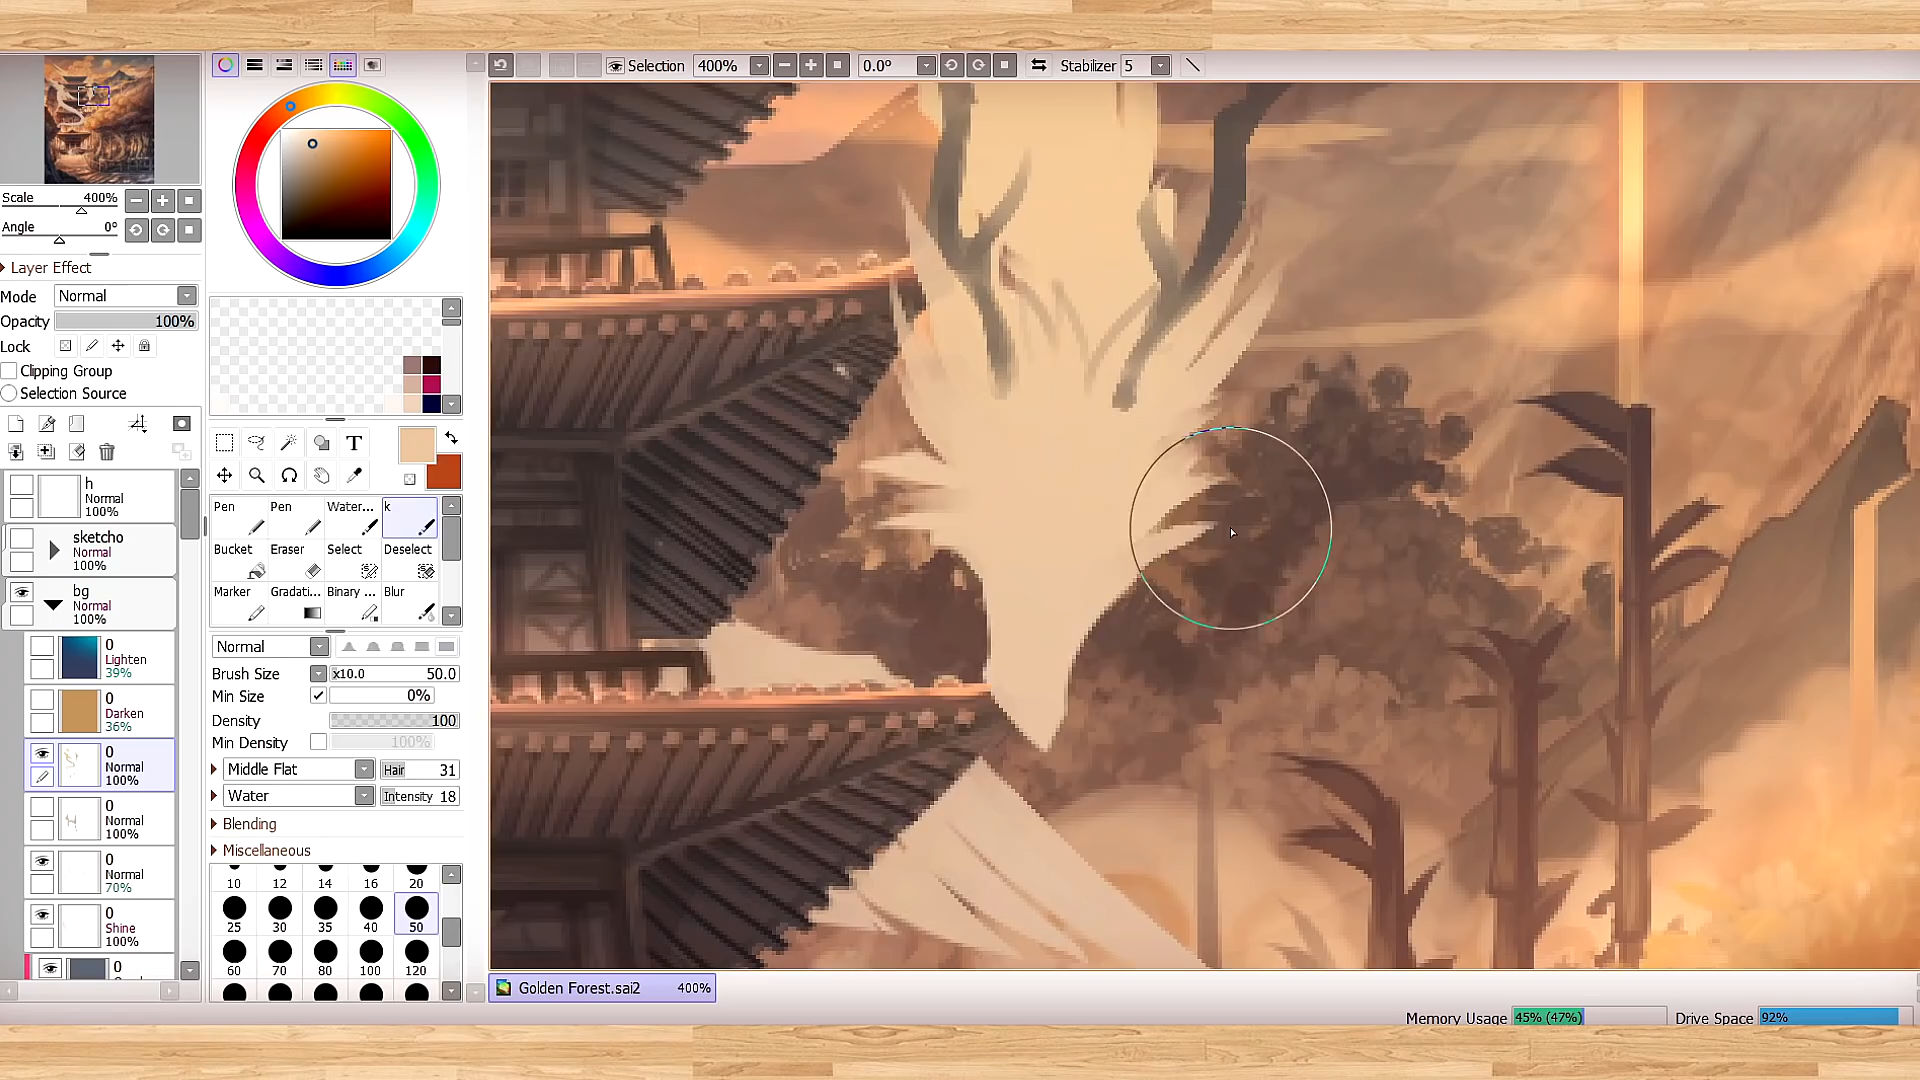 Selection 400% 0.0° Stabilizer 5
Scale 400%
Angle 0°
Layer Effect
Mode Normal
Opacity 100%
Lock
Clipping Group
Selection Source
h
Normal
100%
sketcho
Normal
100%
bg
Normal
100%
0
Lighten
39%
0
Darken
36%
0
Normal
100%
0
Normal
100%
0
Normal
70%
0
Shine
100%
0
T
Pen Pen Water... k
Bucket Eraser Select Deselect
Marker Gradati... Binary ... Blur
Normal
Brush Size x10.0 50.0
Min Size 0%
Density 100
Min Density 100%
Middle Flat Hair 31
Water Intensity 18
Blending
Miscellaneous
10 12 14 16 20
25 30 35 40 50
60 70 80 100 120
Golden Forest.sai2 400%
Memory Usage 45% (47%) Drive Space 92%